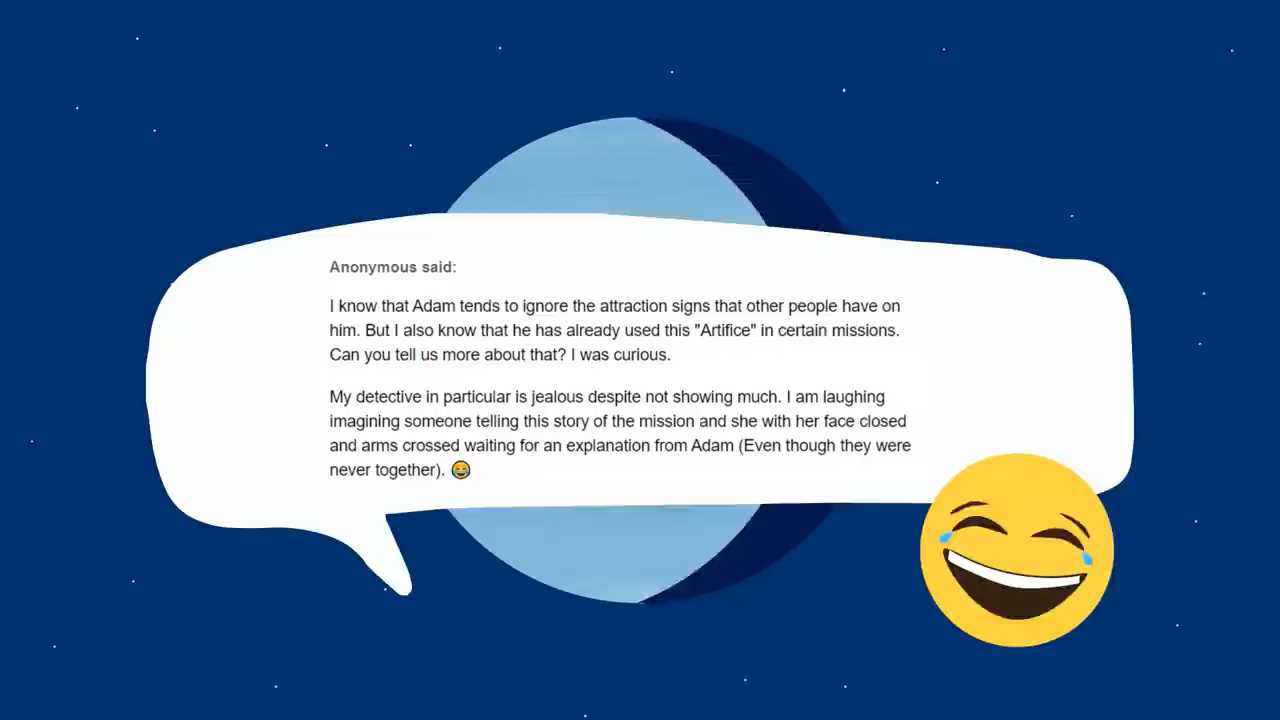 Anonymous said:
I know that Adam tends to ignore the attraction signs that other people have on
him. But I also know that he has already used this "Artifice" in certain missions.
Can you tell us more about that? I was curious.
My detective in particular is jealous despite not showing much. I am laughing
imagining someone telling this story of the mission and she with her face closed
and arms crossed waiting for an explanation from Adam (Even though they were
never together). 😂